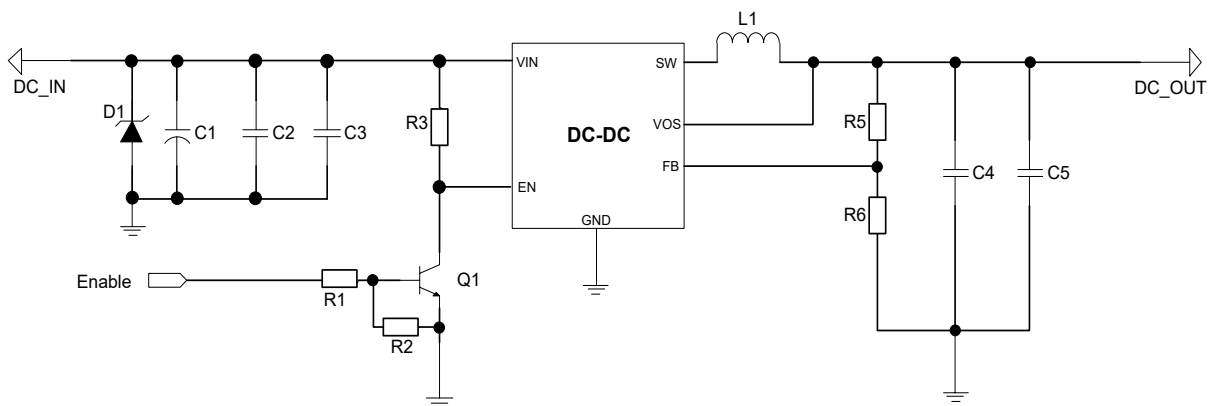 L1
VIN
SW
DC_IN
DC_OUT
D1
C1
C2
C3
R3
DC-DC
VOS
R5
FB
EN
C4
C5
R6
GND
Enable
R1
Q1
R2